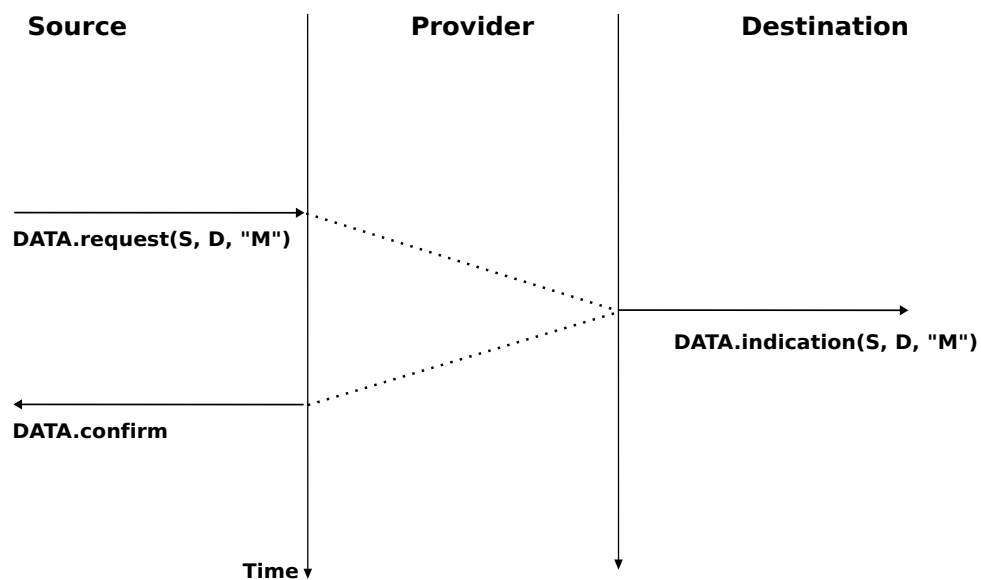 Source
Provider
Destination
DATA.request(S, D, "M")
DATA.indication(S, D, "M")
DATA.confirm
Time